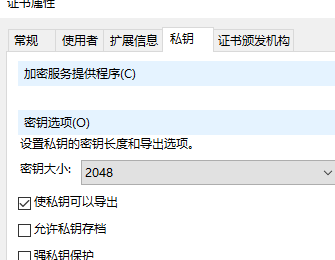 证书属性
常规 使用者 扩展信息 私钥 证书颁发机构
加密服务提供程序(C)
密钥选项(O)
设置私钥的密钥长度和导出选项。
密钥大小: 2048
使私钥可以导出
允许私钥存档
强私钥保护